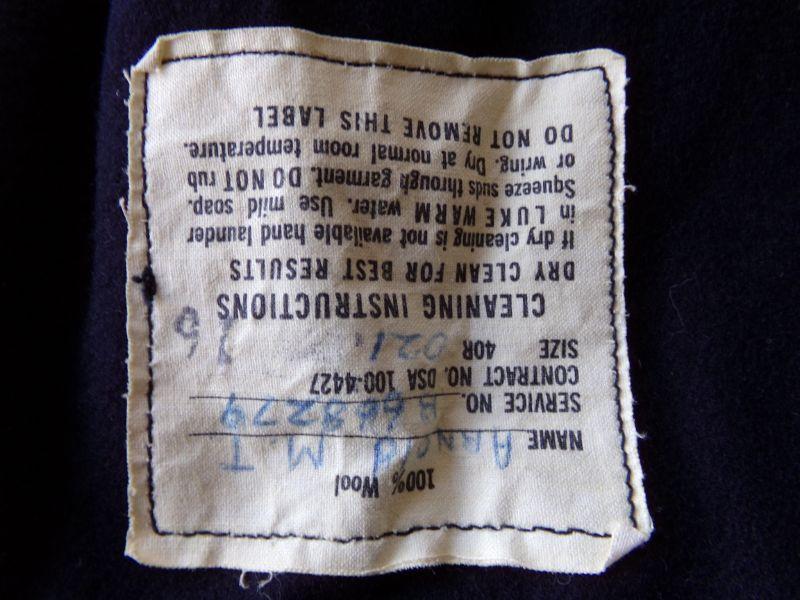 100% Wool
NAME Arnold M.T
SERVICE NO. B668279
CONTRACT NO. DSA 100-4427
SIZE 40R 021.
CLEANING INSTRUCTIONS
DRY CLEAN FOR BEST RESULTS
If dry cleaning is not available hand launder
in LUKE WARM water. Use mild soap.
Squeeze suds through garment. DO NOT rub
or wring. Dry at normal room temperature.
DO NOT REMOVE THIS LABEL